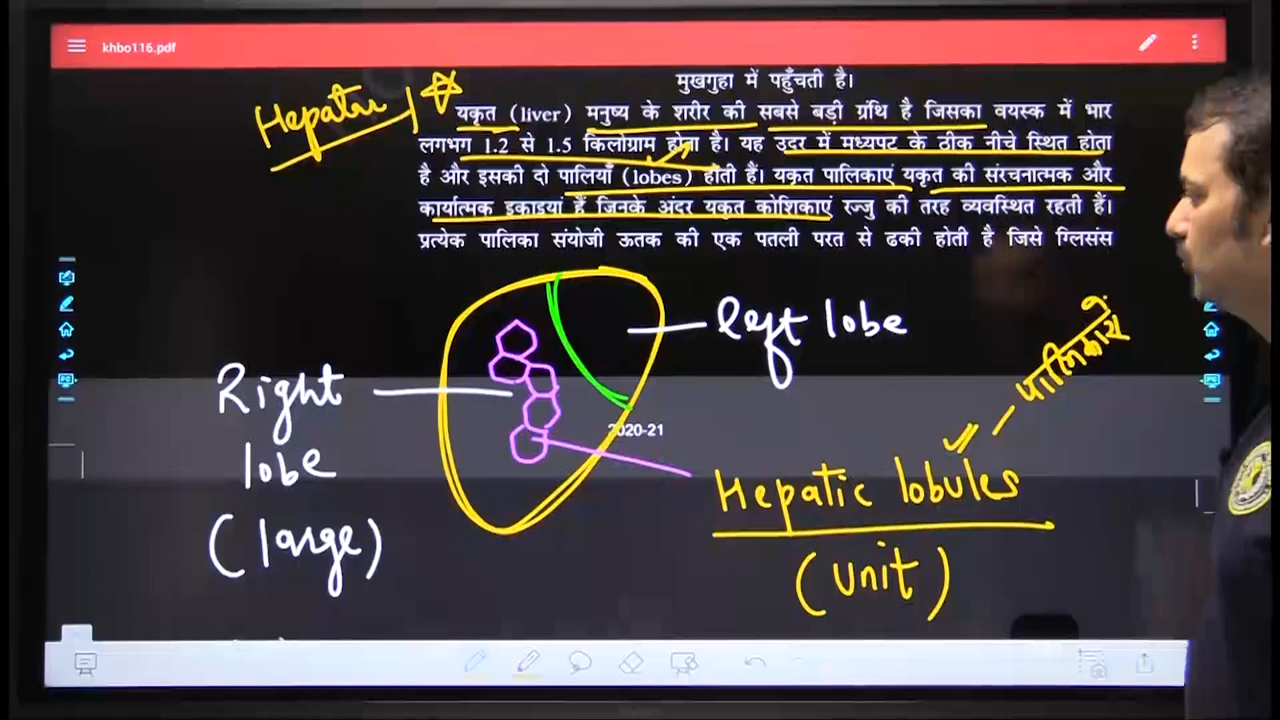 khbo116.pdf
मुखगुहा में पहुँचती है।
Hepatic
यकृत (liver) मनुष्य के शरीर की सबसे बड़ी ग्रंथि है जिसका वयस्क में भार
लगभग 1.2 से 1.5 किलोग्राम होता है। यह उदर में मध्यपट के ठीक नीचे स्थित होता
है और इसकी दो पालियाँ (lobes) होती हैं। यकृत पालिकाएं यकृत की संरचनात्मक और
कार्यात्मक इकाइयां हैं जिनके अंदर यकृत कोशिकाएं रज्जु की तरह व्यवस्थित रहती हैं।
प्रत्येक पालिका संयोजी ऊतक की एक पतली परत से ढकी होती है जिसे ग्लिसंस
left lobe
पालिकायें
Right
lobe
(large)
2020-21
Hepatic lobules
(unit)